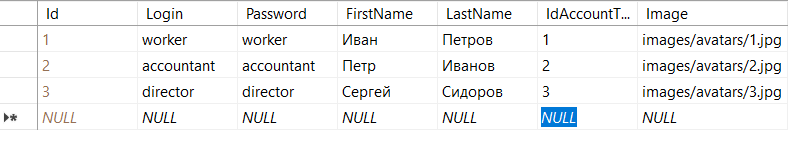 Id Login Password FirstName LastName IdAccountT... Image
1 worker worker Иван Петров 1 images/avatars/1.jpg
2 accountant accountant Петр Иванов 2 images/avatars/2.jpg
3 director director Сергей Сидоров 3 images/avatars/3.jpg
NULL NULL NULL NULL NULL NULL NULL